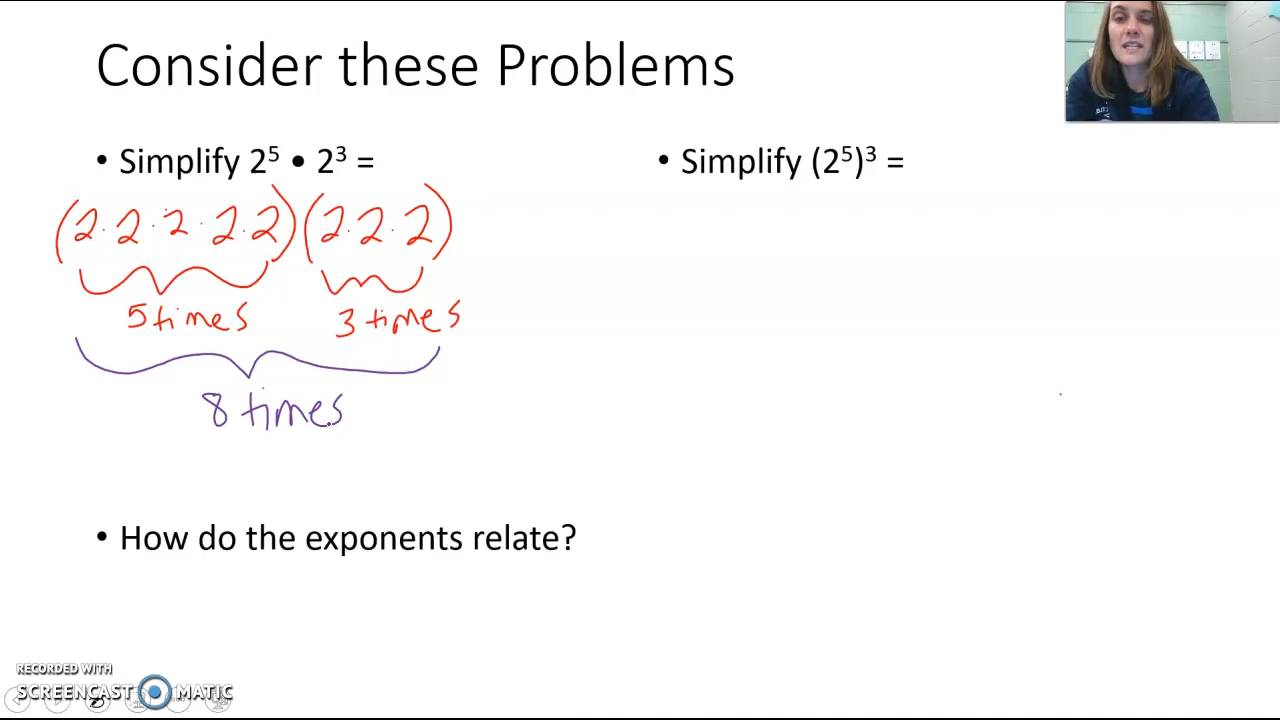 Consider these Problems
• Simplify 2⁵ • 2³ =
(2·2·2·2·2)(2·2·2)
5 times 3 times
8 times
• Simplify (2⁵)³ =
• How do the exponents relate?
RECORDED WITH
SCREENCAST MATIC